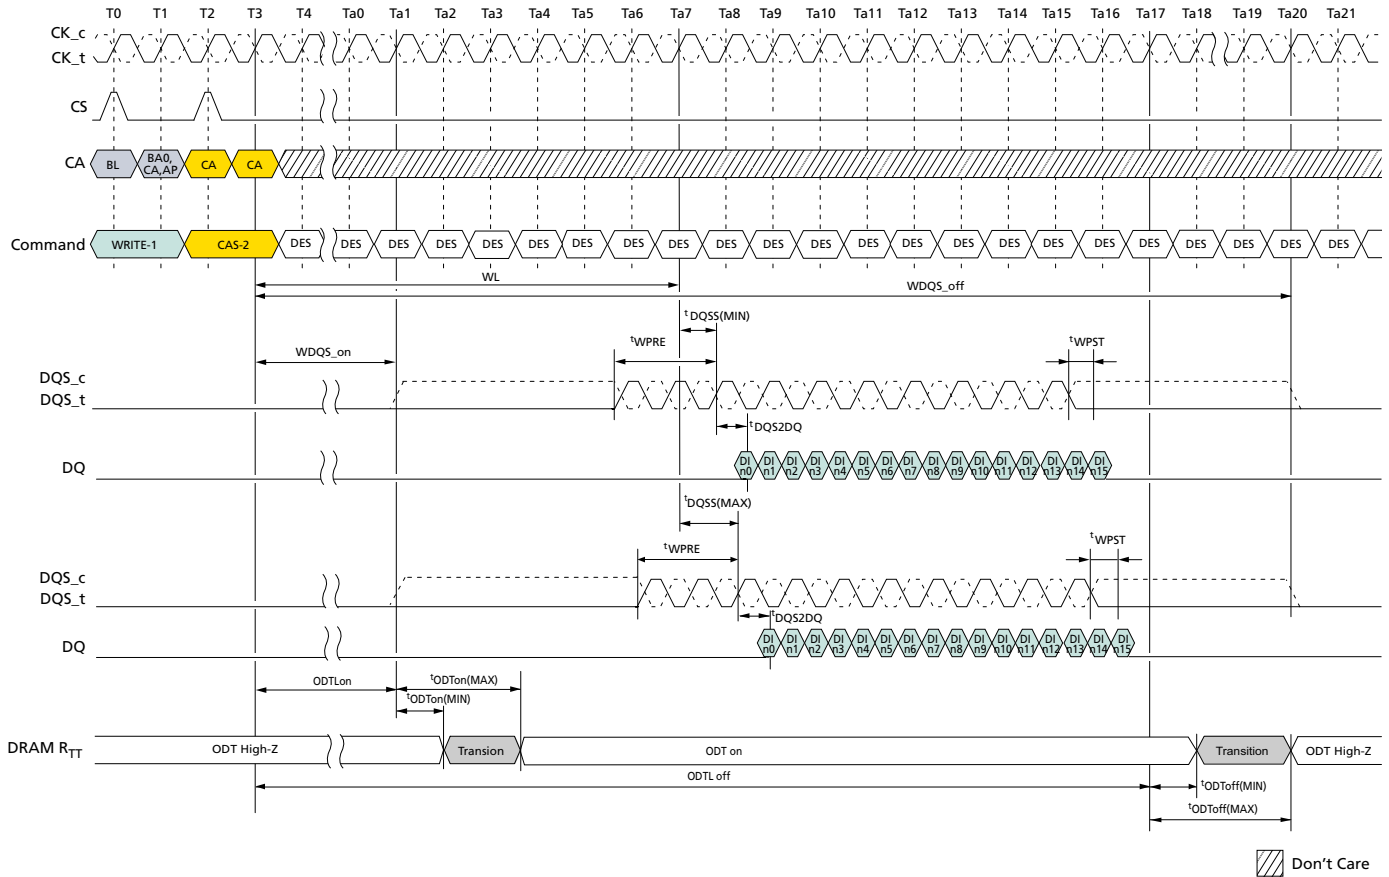 T0 T1 T2 T3 T4 Ta0 Ta1 Ta2 Ta3 Ta4 Ta5 Ta6 Ta7 Ta8 Ta9 Ta10 Ta11 Ta12 Ta13 Ta14 Ta15 Ta16 Ta17 Ta18 Ta19 Ta20 Ta21
CK_c
CK_t
CS
CA BL BA0, CA, AP CA CA
Command WRITE-1 CAS-2 DES DES DES DES DES DES DES DES DES DES DES DES DES DES DES DES DES DES DES DES DES DES DES
WL
WDQS_off
tDQSS(MIN)
tWPRE
tWPST
WDQS_on
DQS_c
DQS_t
tDQS2DQ
DQ DI n0 DI n1 DI n2 DI n3 DI n4 DI n5 DI n6 DI n7 DI n8 DI n9 DI n10 DI n11 DI n12 DI n13 DI n14 DI n15
tDQSS(MAX)
tWPRE
tWPST
DQS_c
DQS_t
tDQS2DQ
DQ DI n0 DI n1 DI n2 DI n3 DI n4 DI n5 DI n6 DI n7 DI n8 DI n9 DI n10 DI n11 DI n12 DI n13 DI n14 DI n15
ODTLon
tODTon(MAX)
tODTon(MIN)
DRAM RTT ODT High-Z Transion ODT on Transition ODT High-Z
ODTL off
tODToff(MIN)
tODToff(MAX)
Don't Care